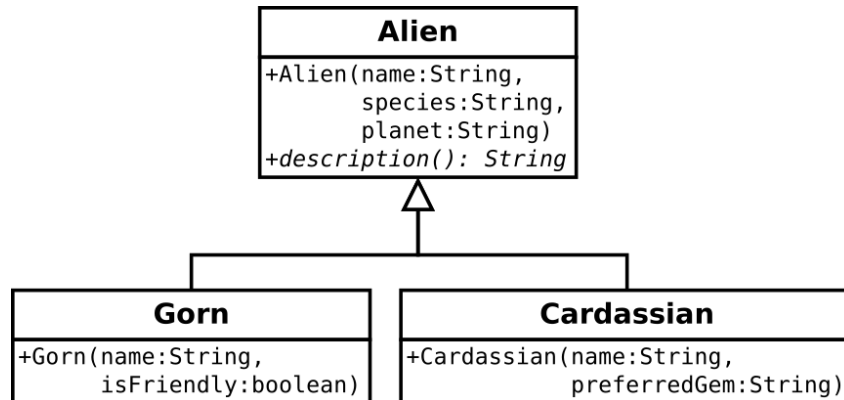 Alien
+Alien(name:String,
species:String,
planet:String)
+description(): String
Gorn
+Gorn(name:String,
isFriendly:boolean)
Cardassian
+Cardassian(name:String,
preferredGem:String)